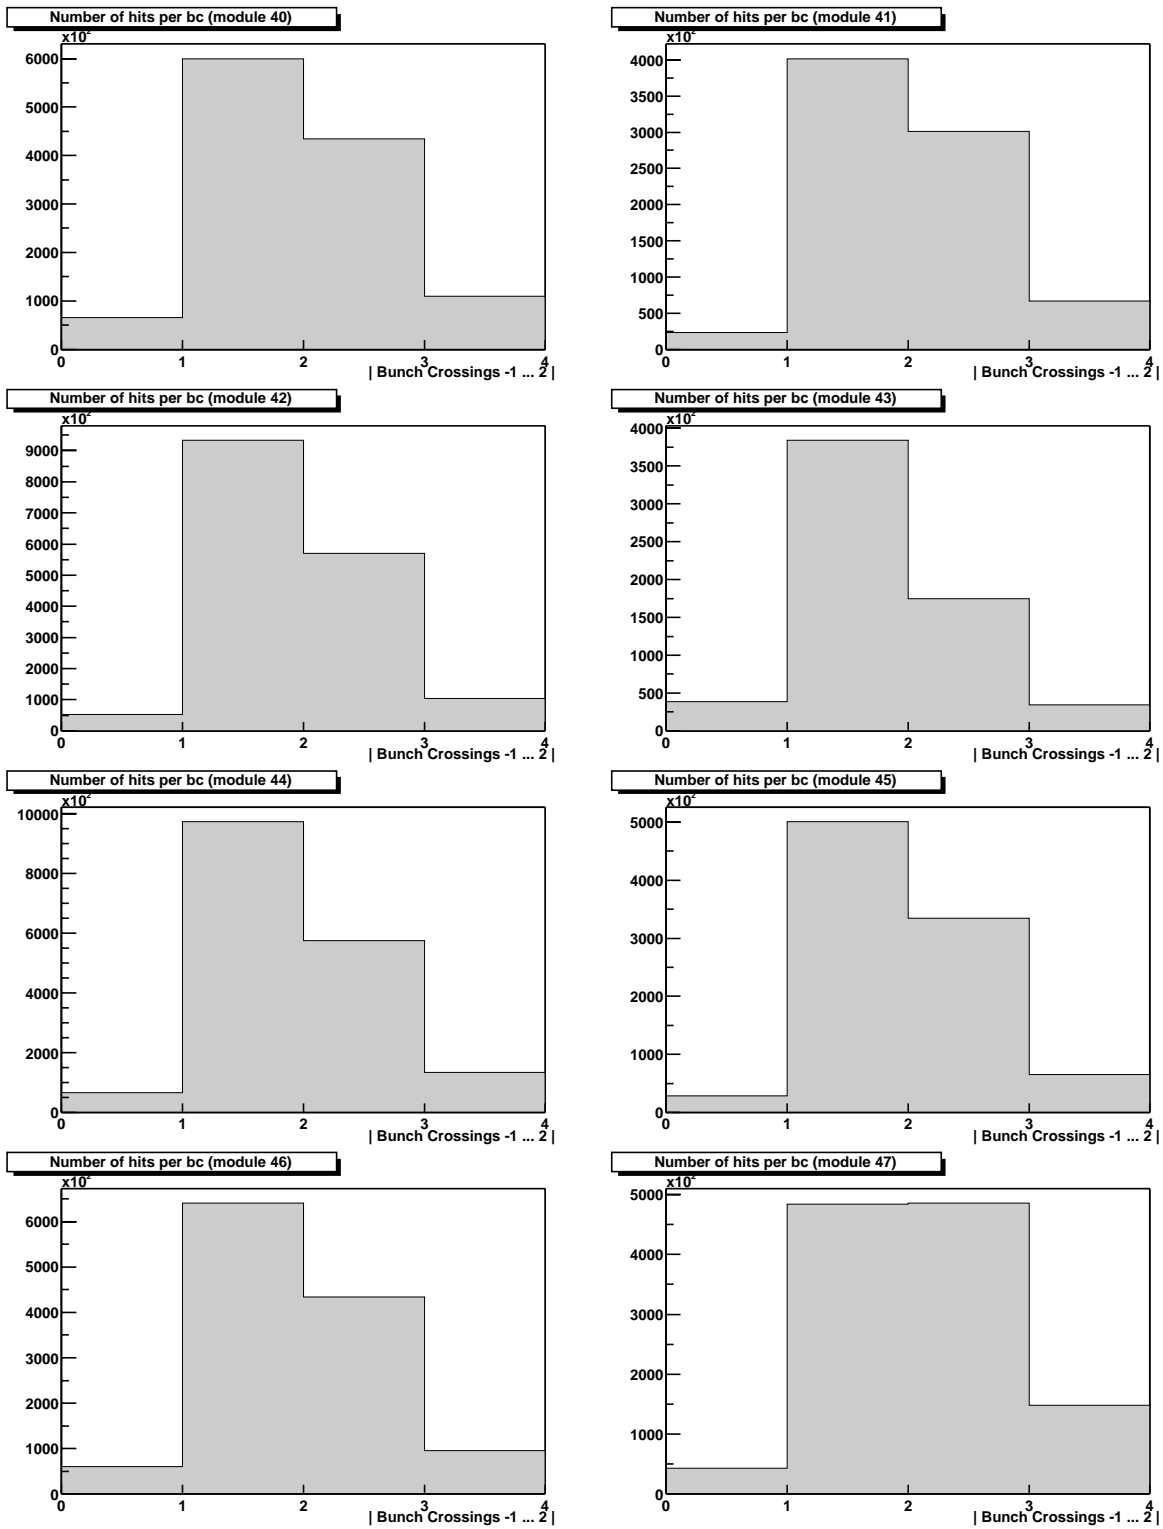 Number of hits per bc (module 40)
x10²
6000
5000
4000
3000
2000
1000
0
0 1 2 3 4
| Bunch Crossings -1 ... 2 |
Number of hits per bc (module 41)
x10²
4000
3500
3000
2500
2000
1500
1000
500
0
0 1 2 3 4
| Bunch Crossings -1 ... 2 |
Number of hits per bc (module 42)
x10²
9000
8000
7000
6000
5000
4000
3000
2000
1000
0
0 1 2 3 4
| Bunch Crossings -1 ... 2 |
Number of hits per bc (module 43)
x10²
4000
3500
3000
2500
2000
1500
1000
500
0
0 1 2 3 4
| Bunch Crossings -1 ... 2 |
Number of hits per bc (module 44)
x10²
10000
8000
6000
4000
2000
0
0 1 2 3 4
| Bunch Crossings -1 ... 2 |
Number of hits per bc (module 45)
x10²
5000
4000
3000
2000
1000
0
0 1 2 3 4
| Bunch Crossings -1 ... 2 |
Number of hits per bc (module 46)
x10²
6000
5000
4000
3000
2000
1000
0
0 1 2 3 4
| Bunch Crossings -1 ... 2 |
Number of hits per bc (module 47)
x10²
5000
4000
3000
2000
1000
0
0 1 2 3 4
| Bunch Crossings -1 ... 2 |